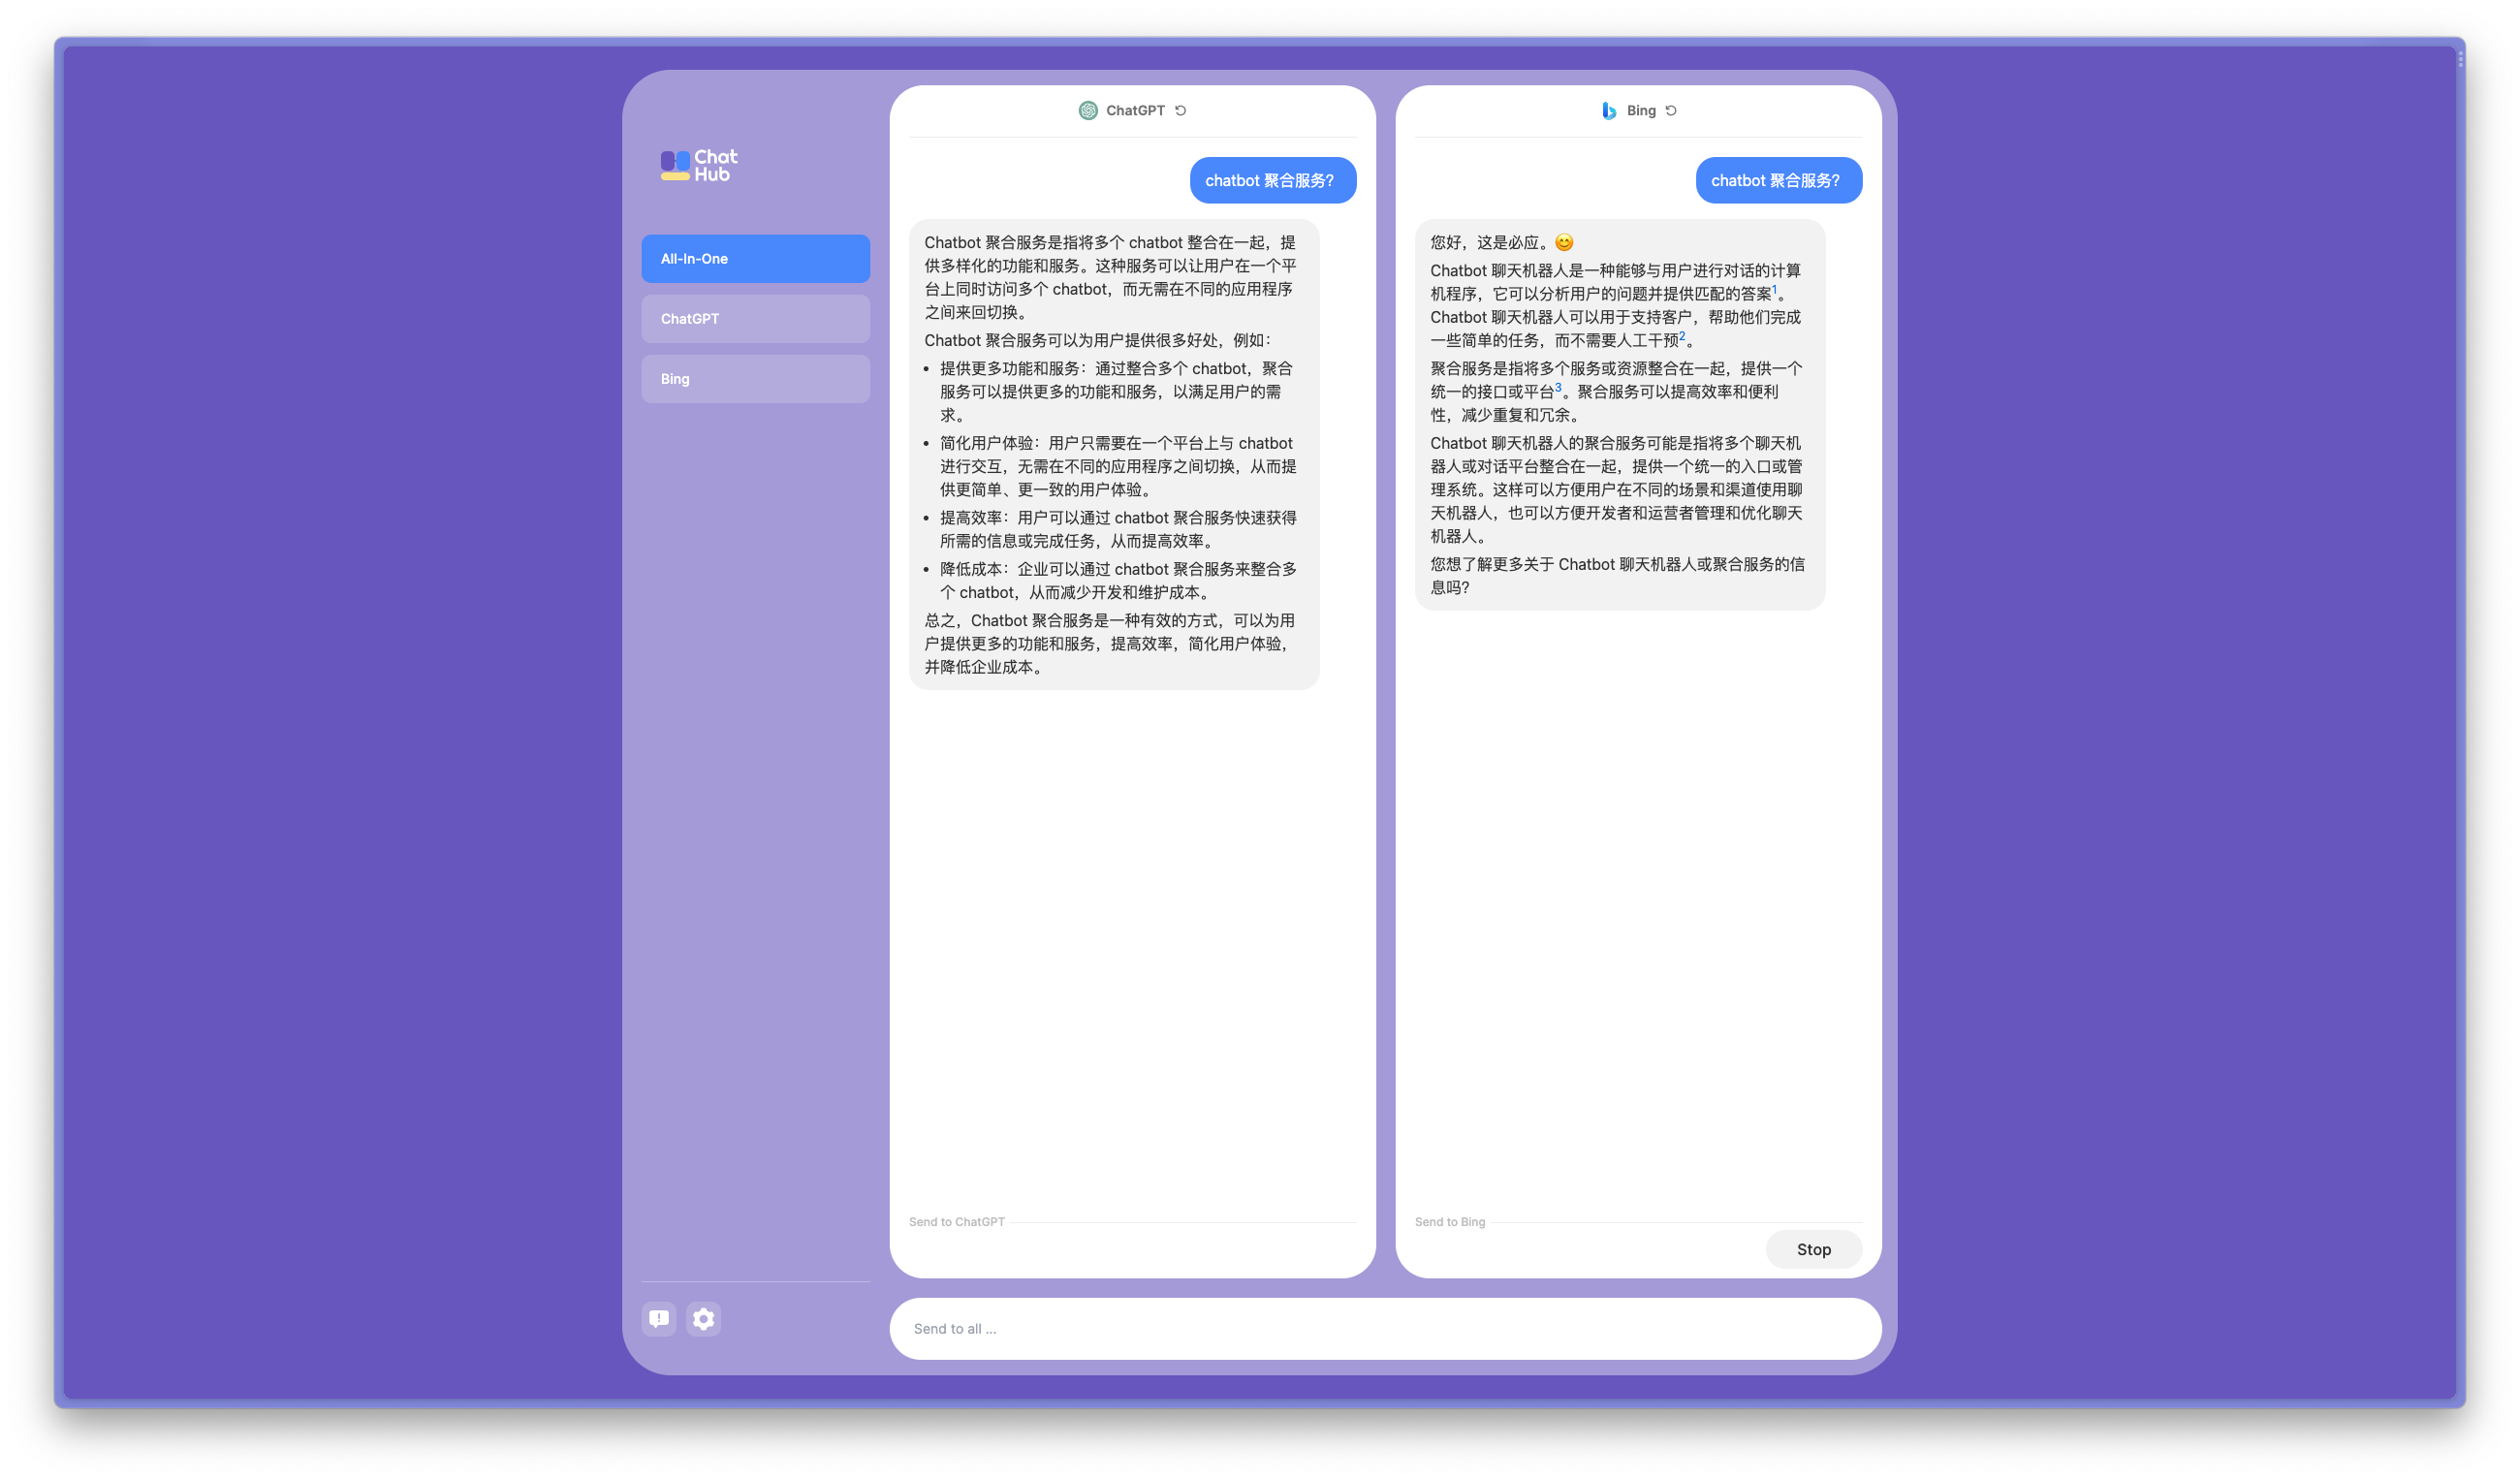 Chat
Hub
All-In-One
ChatGPT
Bing
ChatGPT
chatbot 聚合服务?
Chatbot 聚合服务是指将多个 chatbot 整合在一起，提
供多样化的功能和服务。这种服务可以让用户在一个平
台上同时访问多个 chatbot，而无需在不同的应用程序
之间来回切换。
Chatbot 聚合服务可以为用户提供很多好处，例如：
• 提供更多功能和服务：通过整合多个 chatbot，聚合
服务可以提供更多的功能和服务，以满足用户的需
求。
• 简化用户体验：用户只需要在一个平台上与 chatbot
进行交互，无需在不同的应用程序之间切换，从而提
供更简单、更一致的用户体验。
• 提高效率：用户可以通过 chatbot 聚合服务快速获得
所需的信息或完成任务，从而提高效率。
• 降低成本：企业可以通过 chatbot 聚合服务来整合多
个 chatbot，从而减少开发和维护成本。
总之，Chatbot 聚合服务是一种有效的方式，可以为用
户提供更多的功能和服务，提高效率，简化用户体验，
并降低企业成本。
Send to ChatGPT
Bing
chatbot 聚合服务?
您好，这是必应。😊
Chatbot 聊天机器人是一种能够与用户进行对话的计算
机程序，它可以分析用户的问题并提供匹配的答案1。
Chatbot 聊天机器人可以用于支持客户，帮助他们完成
一些简单的任务，而不需要人工干预2。
聚合服务是指将多个服务或资源整合在一起，提供一个
统一的接口或平台3。聚合服务可以提高效率和便利
性，减少重复和冗余。
Chatbot 聊天机器人的聚合服务可能是指将多个聊天机
器人或对话平台整合在一起，提供一个统一的入口或管
理系统。这样可以方便用户在不同的场景和渠道使用聊
天机器人，也可以方便开发者和运营者管理和优化聊天
机器人。
您想了解更多关于 Chatbot 聊天机器人或聚合服务的信
息吗?
Send to Bing
Stop
Send to all ...